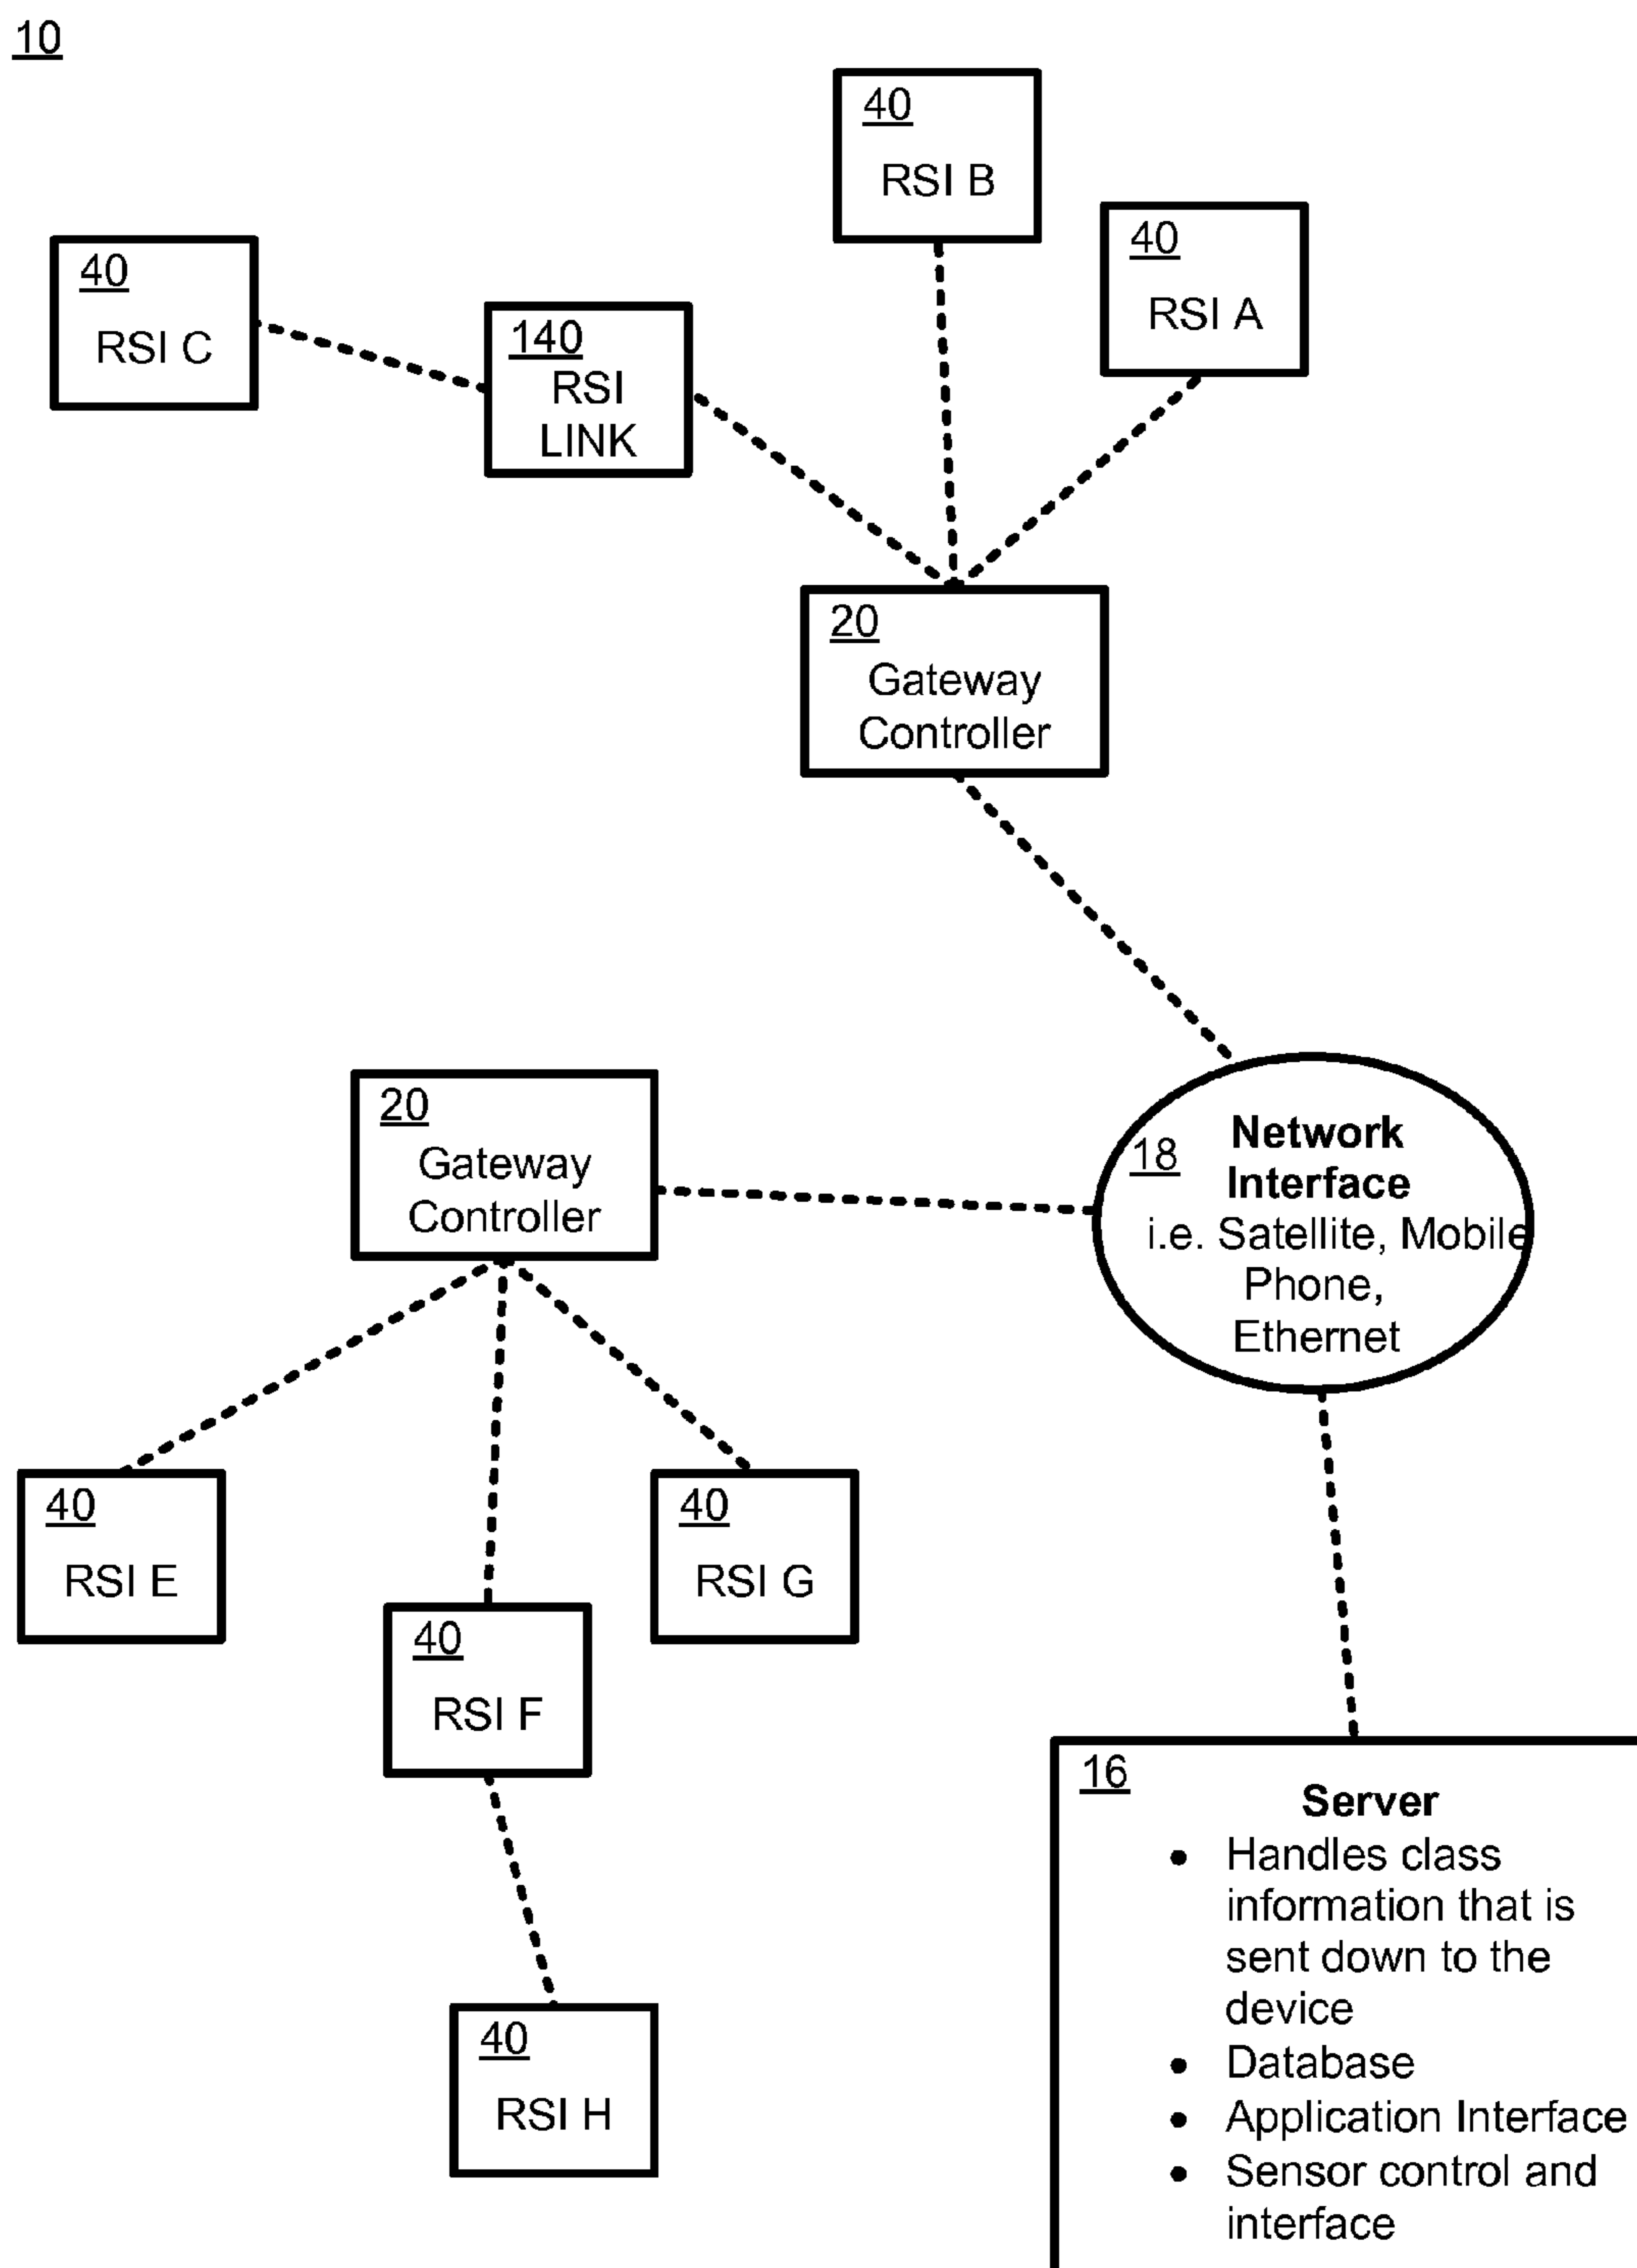 10
40
RSI B
40
RSI A
40
RSI C
140
RSI
LINK
20
Gateway
Controller
20
Gateway
Controller
18
Network
Interface
i.e. Satellite, Mobile
Phone,
Ethernet
40
RSI E
40
RSI G
40
RSI F
40
RSI H
16
Server
• Handles class
information that is
sent down to the
device
• Database
• Application Interface
• Sensor control and
interface